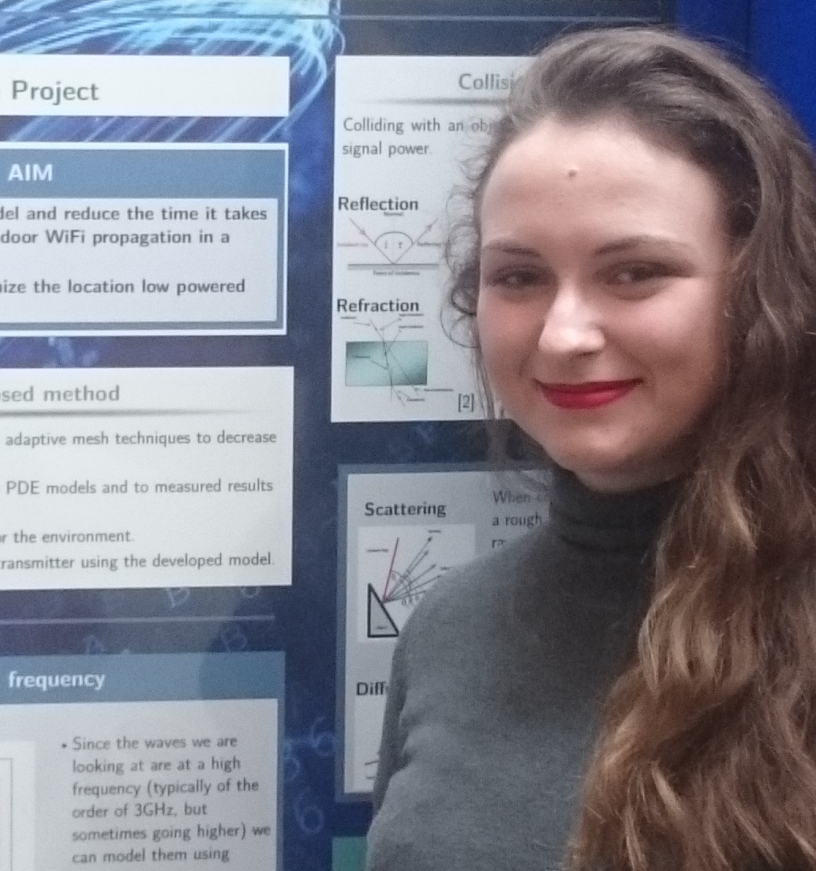 Project
AIM
del and reduce the time it takes
door WiFi propagation in a
ize the location low powered
sed method
adaptive mesh techniques to decrease
PDE models and to measured results
r the environment.
ransmitter using the developed model.
frequency
• Since the waves we are
looking at are at a high
frequency (typically of the
order of 3GHz, but
sometimes going higher) we
can model them using
Collisi
Colliding with an obj
signal power
Reflection
Refraction
[2]
Scattering
When
a rough
Diff